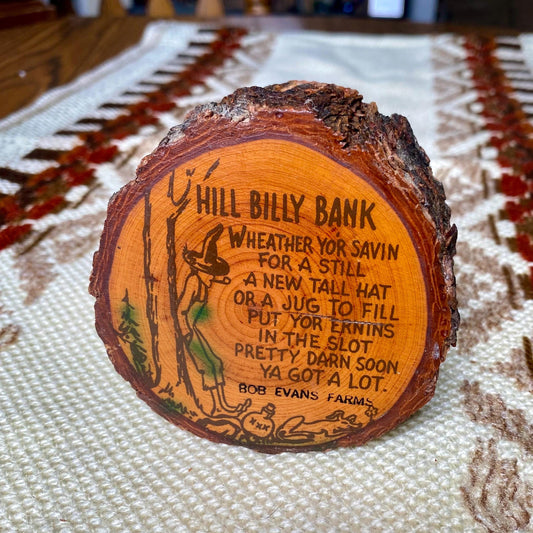 HILL BILLY BANK
WHEATHER YOR SAVIN
FOR A STILL
A NEW TALL HAT
OR A JUG TO FILL
PUT YOR ERNINS
IN THE SLOT
PRETTY DARN SOON
YA GOT A LOT.
BOB EVANS FARMS
XXX